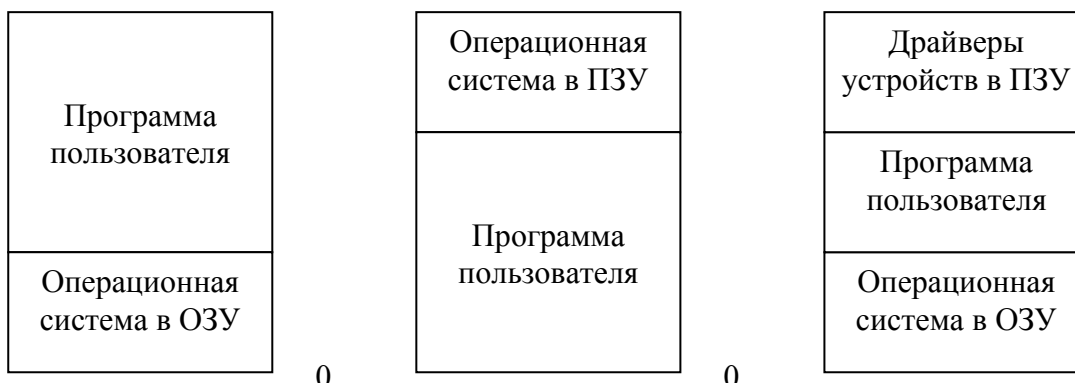 Программа
пользователя
Операционная
система в ОЗУ
0
Операционная
система в ПЗУ
Программа
пользователя
0
Драйверы
устройств в ПЗУ
Программа
пользователя
Операционная
система в ОЗУ